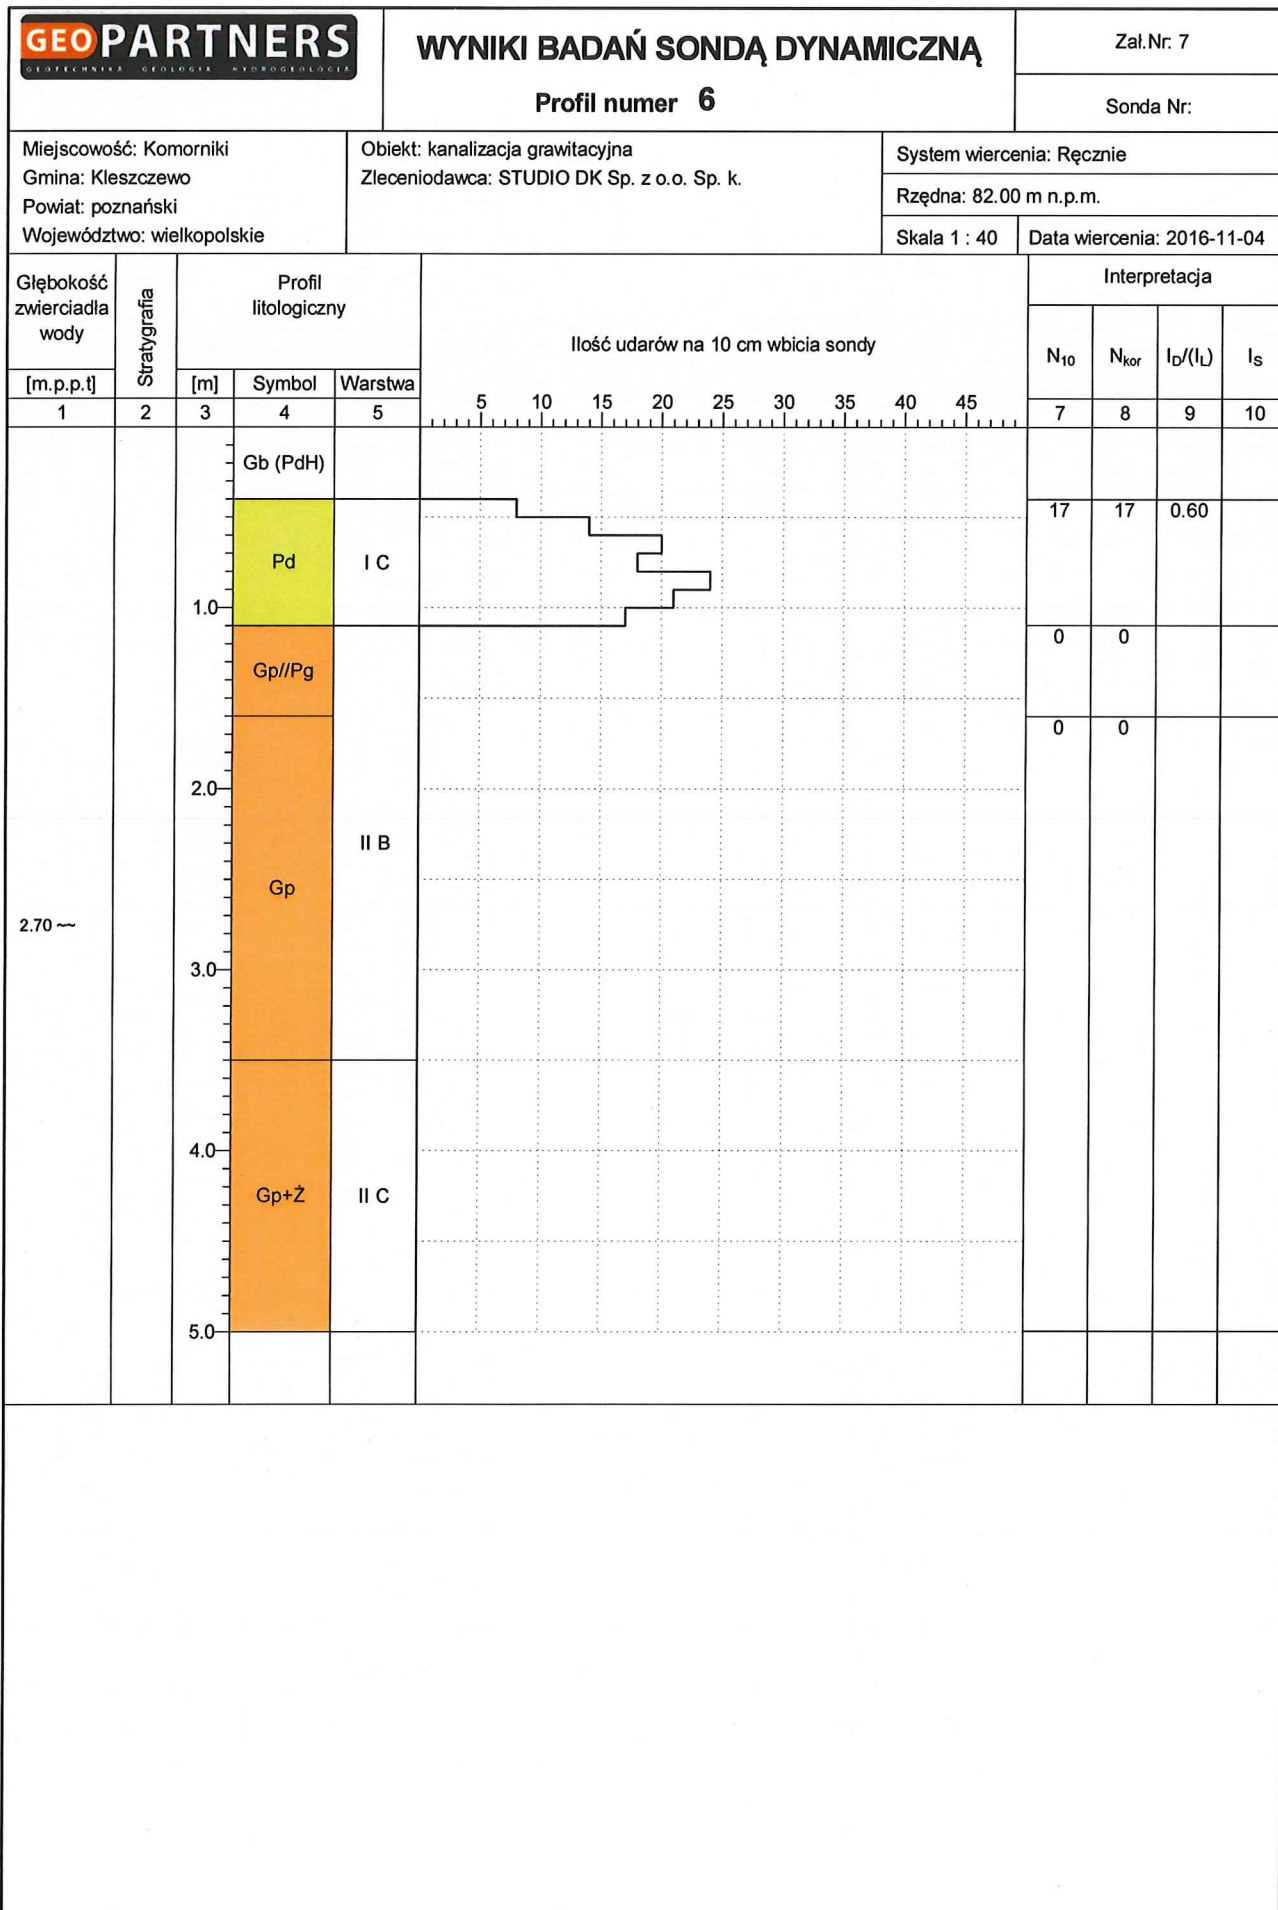 GEOPARTNERS
GEOTECHNIKA GEOLOGIA HYDROGEOLOGIA
WYNIKI BADAŃ SONDĄ DYNAMICZNĄ
Profil numer 6
Zał.Nr: 7
Sonda Nr:
Miejscowość: Komorniki
Gmina: Kleszczewo
Powiat: poznański
Województwo: wielkopolskie
Obiekt: kanalizacja grawitacyjna
Zleceniodawca: STUDIO DK Sp. z o.o. Sp. k.
System wiercenia: Ręcznie
Rzędna: 82.00 m n.p.m.
Skala 1 : 40
Data wiercenia: 2016-11-04
Głębokość
zwierciadła
wody
[m.p.p.t]
Stratygrafia
Profil
litologiczny
[m] Symbol Warstwa
Ilość udarów na 10 cm wbicia sondy
5 10 15 20 25 30 35 40 45
Interpretacja
N10 Nkor ID/(IL) IS
1 2 3 4 5 7 8 9 10
Gb (PdH)
17 17 0.60
Pd I C
1.0
0 0
Gp//Pg
0 0
2.0
II B
Gp
2.70 ~~
3.0
4.0
Gp+Ż II C
5.0